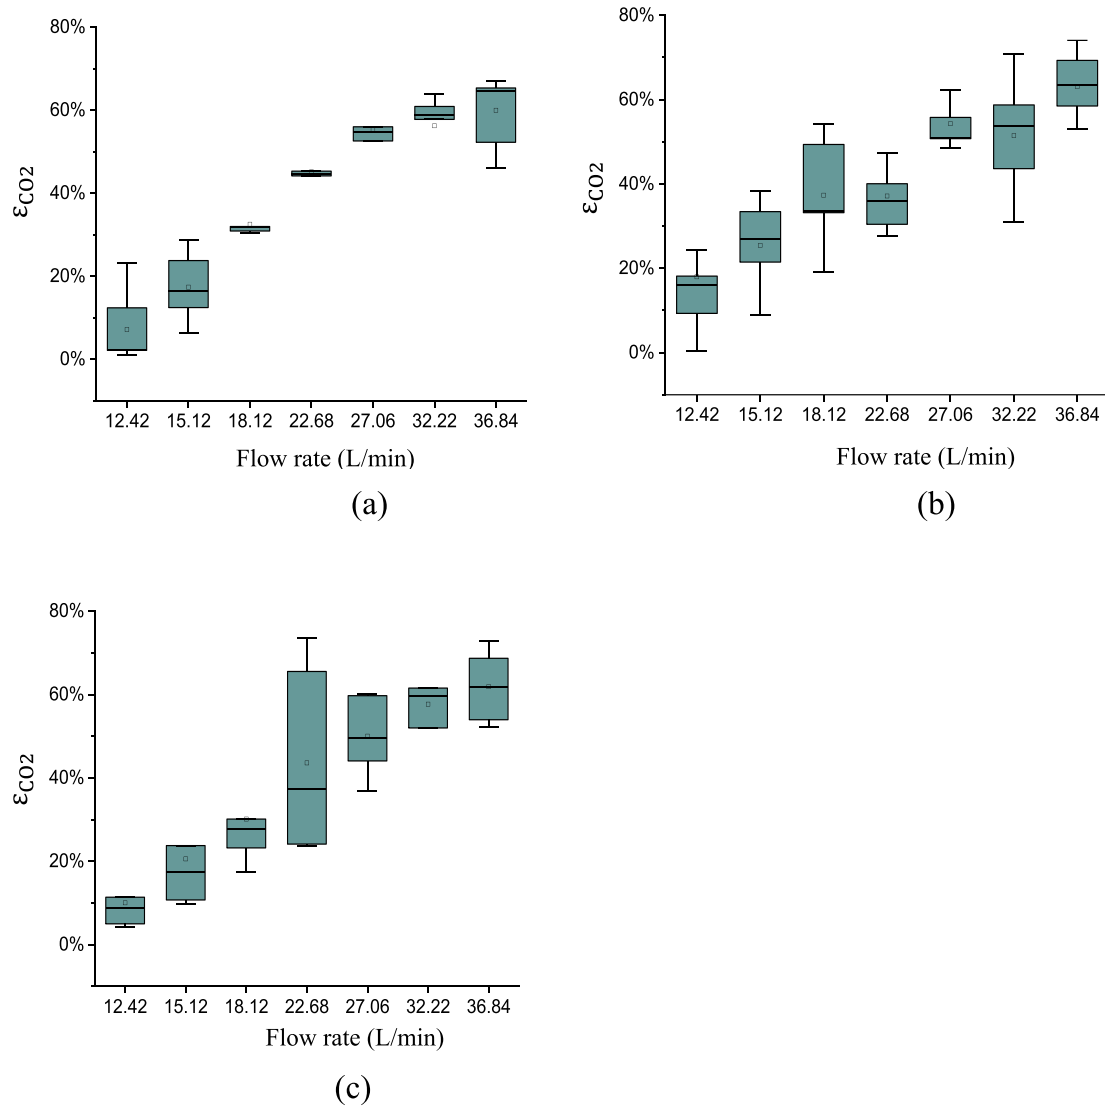 80%
60%
40%
20%
0%
εCO2
12.42 15.12 18.12 22.68 27.06 32.22 36.84
Flow rate (L/min)
(a)
80%
60%
40%
20%
0%
εCO2
12.42 15.12 18.12 22.68 27.06 32.22 36.84
Flow rate (L/min)
(b)
80%
60%
40%
20%
0%
εCO2
12.42 15.12 18.12 22.68 27.06 32.22 36.84
Flow rate (L/min)
(c)